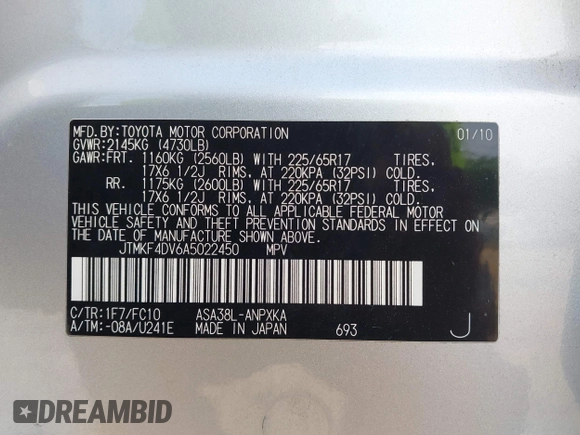 MFD.BY:TOYOTA MOTOR CORPORATION 01/10
GVWR:2145KG (4730LB)
GAWR:FRT. 1160KG (2560LB) WITH 225/65R17 TIRES.
17X6 1/2J RIMS, AT 220KPA (32PSI) COLD.
RR. 1175KG (2600LB) WITH 225/65R17 TIRES.
17X6 1/2J RIMS, AT 220KPA (32PSI) COLD.
THIS VEHICLE CONFORMS TO ALL APPLICABLE FEDERAL MOTOR
VEHICLE SAFETY AND THEFT PREVENTION STANDARDS IN EFFECT
ON THE DATE OF MANUFACTURE SHOWN ABOVE.
JTMKF4DV6A5022450 MPV
C/TR:1F7/FC10 ASA38L-ANPXKA
A/TM:-08A/U241E MADE IN JAPAN 693 J
DREAMBID